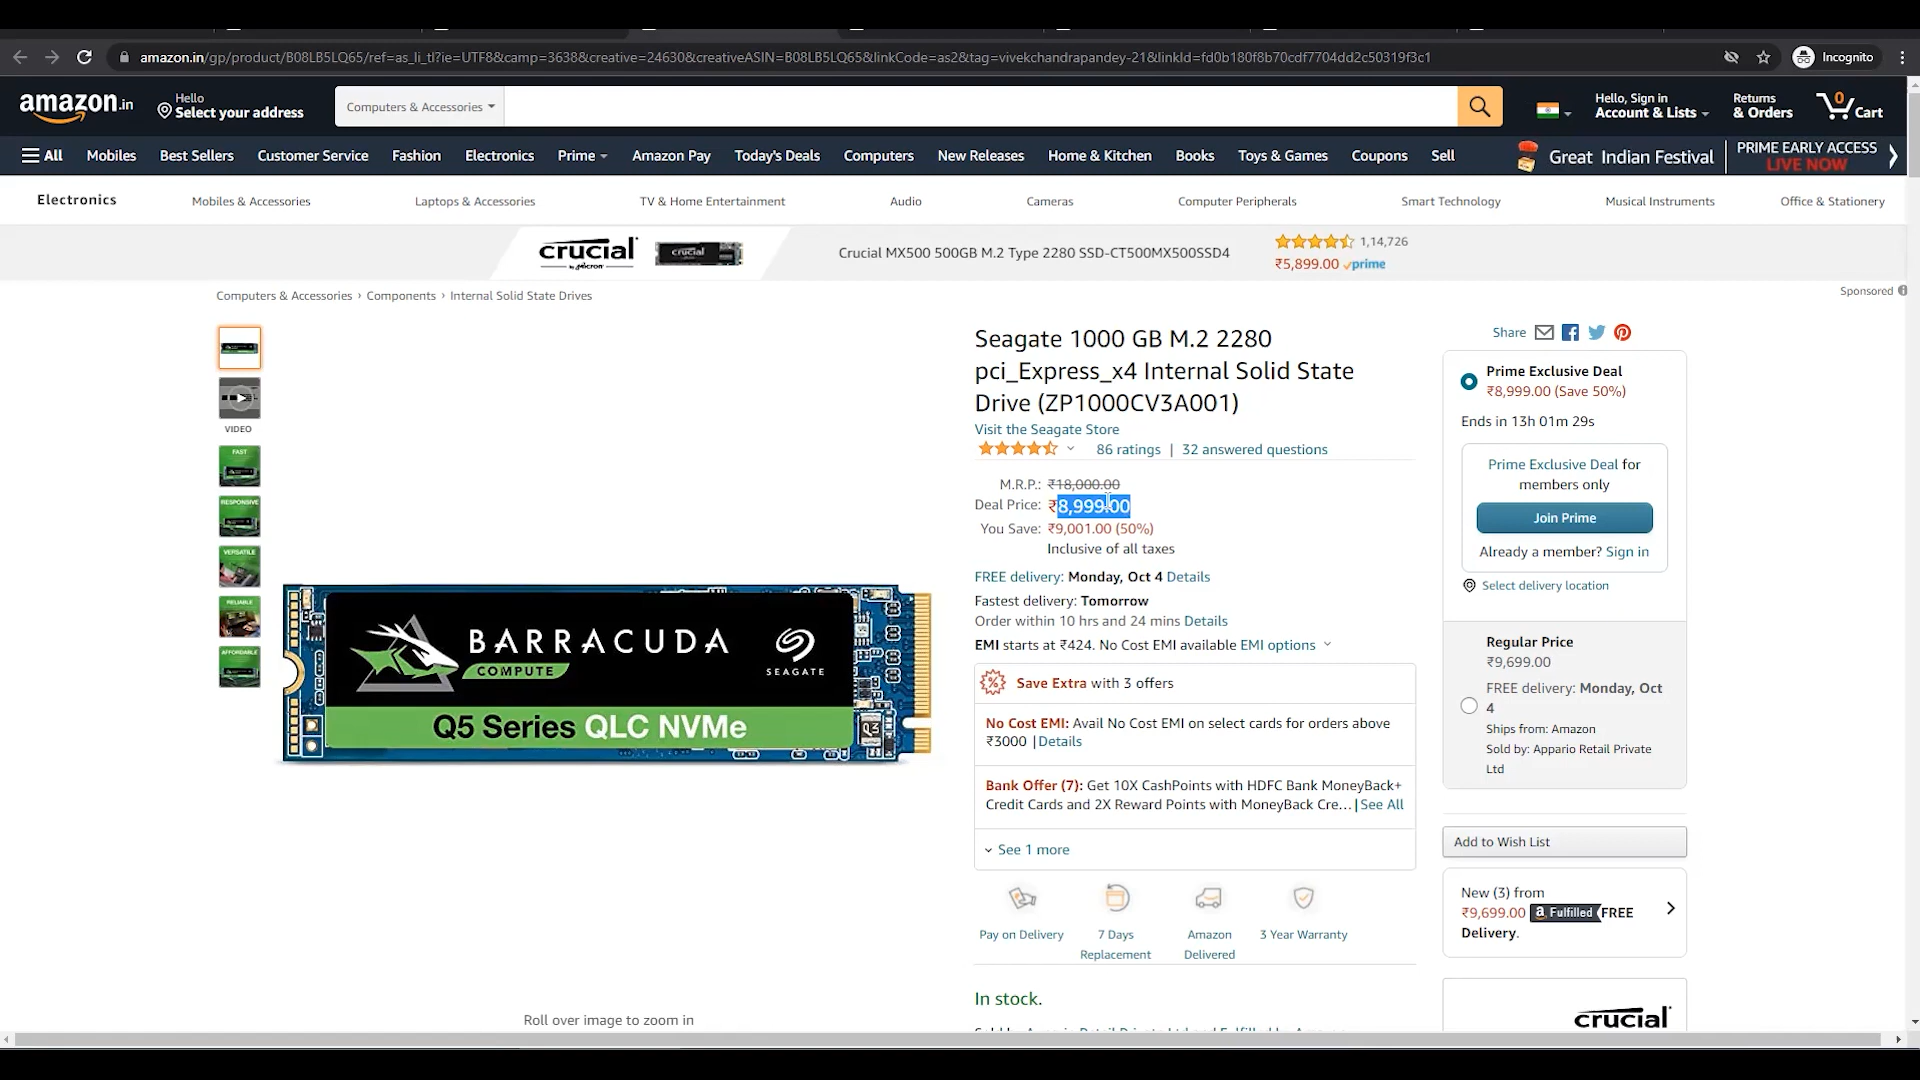 amazon.in/gp/product/B08LB5LQ65/ref=as_li_tl?ie=UTF8&camp=3638&creative=24630&creativeASIN=B08LB5LQ65&linkCode=as2&tag=vivekchandrapandey-21&linkId=fd0b180f8b70cdf7704dd2c50319f3c1
Incognito
amazon.in
Hello
Select your address
Computers & Accessories
Hello, Sign in
Account & Lists
Returns
& Orders
0
Cart
All Mobiles Best Sellers Customer Service Fashion Electronics Prime Amazon Pay Today's Deals Computers New Releases Home & Kitchen Books Toys & Games Coupons Sell
Great Indian Festival
PRIME EARLY ACCESS
LIVE NOW
Electronics Mobiles & Accessories Laptops & Accessories TV & Home Entertainment Audio Cameras Computer Peripherals Smart Technology Musical Instruments Office & Stationery
crucial
by Micron
crucial
Crucial MX500 500GB M.2 Type 2280 SSD-CT500MX500SSD4
1,14,726
₹5,899.00 prime
Computers & Accessories › Components › Internal Solid State Drives
Sponsored
VIDEO
FAST
RESPONSIVE
VERSATILE
RELIABLE
AFFORDABLE
BARRACUDA
COMPUTE
SEAGATE
Q5 Series QLC NVMe
Roll over image to zoom in
Seagate 1000 GB M.2 2280
pci_Express_x4 Internal Solid State
Drive (ZP1000CV3A001)
Visit the Seagate Store
86 ratings | 32 answered questions
M.R.P.: ₹18,000.00
Deal Price: ₹8,999.00
You Save: ₹9,001.00 (50%)
Inclusive of all taxes
FREE delivery: Monday, Oct 4 Details
Fastest delivery: Tomorrow
Order within 10 hrs and 24 mins Details
EMI starts at ₹424. No Cost EMI available EMI options
Save Extra with 3 offers
No Cost EMI: Avail No Cost EMI on select cards for orders above
₹3000 |Details
Bank Offer (7): Get 10X CashPoints with HDFC Bank MoneyBack+
Credit Cards and 2X Reward Points with MoneyBack Cre... |See All
See 1 more
Pay on Delivery
7 Days
Replacement
Amazon
Delivered
3 Year Warranty
In stock.
Share
Prime Exclusive Deal
₹8,999.00 (Save 50%)
Ends in 13h 01m 29s
Prime Exclusive Deal for
members only
Join Prime
Already a member? Sign in
Select delivery location
Regular Price
₹9,699.00
FREE delivery: Monday, Oct
4
Ships from: Amazon
Sold by: Appario Retail Private
Ltd
Add to Wish List
New (3) from
₹9,699.00 a Fulfilled FREE
Delivery.
crucial